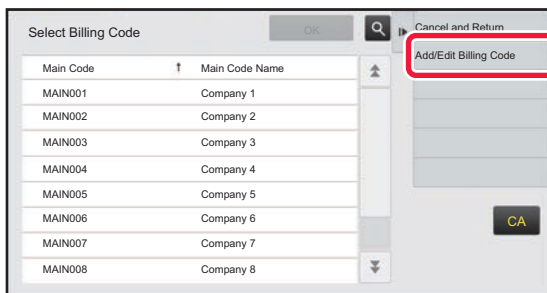 Select Billing Code
OK
Cancel and Return
Add/Edit Billing Code
Main Code Main Code Name
MAIN001 Company 1
MAIN002 Company 2
MAIN003 Company 3
MAIN004 Company 4
MAIN005 Company 5
MAIN006 Company 6
MAIN007 Company 7
MAIN008 Company 8
CA